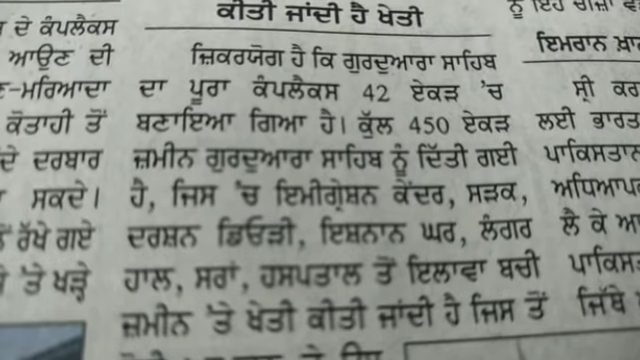 ਕੀਤੀ ਜਾਂਦੀ ਹੈ ਖੇਤੀ
ਜ਼ਿਕਰਯੋਗ ਹੈ ਕਿ ਗੁਰਦੁਆਰਾ ਸਾਹਿਬ
ਦਾ ਪੂਰਾ ਕੰਪਲੈਕਸ 42 ਏਕੜ 'ਚ
ਬਣਾਇਆ ਗਿਆ ਹੈ। ਕੁੱਲ 450 ਏਕੜ
ਜ਼ਮੀਨ ਗੁਰਦੁਆਰਾ ਸਾਹਿਬ ਨੂੰ ਦਿੱਤੀ ਗਈ
ਹੈ, ਜਿਸ 'ਚ ਇਮੀਗ੍ਰੇਸ਼ਨ ਕੇਂਦਰ, ਸੜਕ,
ਦਰਸ਼ਨ ਡਿਓੜੀ, ਇਸ਼ਨਾਨ ਘਰ, ਲੰਗਰ
ਹਾਲ, ਸਰਾਂ, ਹਸਪਤਾਲ ਤੋਂ ਇਲਾਵਾ ਬਚੀ
ਜ਼ਮੀਨ 'ਤੇ ਖੇਤੀ ਕੀਤੀ ਜਾਂਦੀ ਹੈ ਜਿਸ ਤੋਂ
ਦੇ ਕੰਪਲੈਕਸ
ਆਉਣ ਦੀ
ਮਰਿਆਦਾ
ਕੋਤਾਹੀ ਤੋਂ
ਦੇ ਦਰਬਾਰ
ਸਕਦੇ।
ਰੱਖੇ ਗਏ
'ਤੇ ਖੜ੍ਹੇ
ਨੂੰ ਇਹ ਚੀਜ਼ਾਂ
ਇਮਰਾਨ
ਸ੍ਰੀ
ਲਈ ਭਾਰਤ
ਪਾਕਿਸਤਾਨ
ਲੈ ਕੇ
ਜਿੱਥੇ